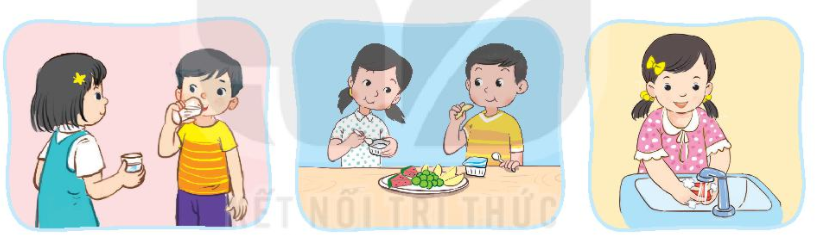 KẾT NỐI TRI THỨC